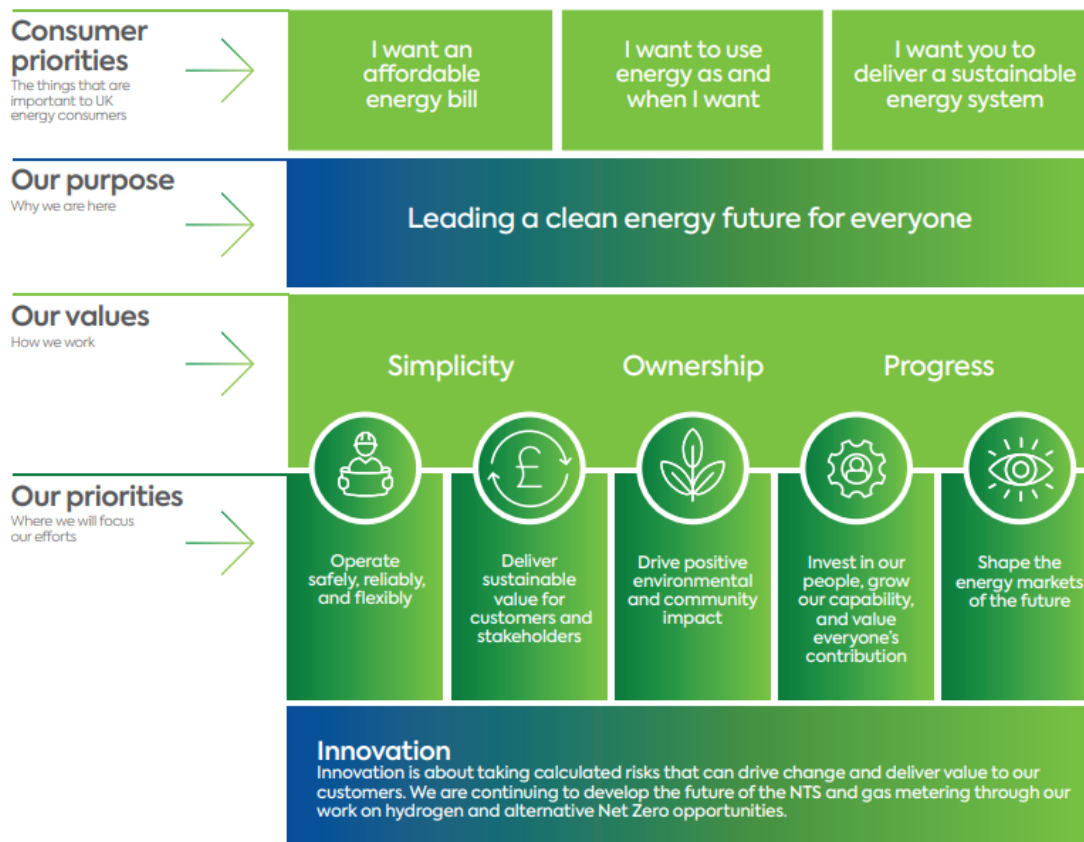 Consumer
priorities
The things that are
important to UK
energy consumers
I want an
affordable
energy bill
I want to use
energy as and
when I want
I want you to
deliver a sustainable
energy system
Our purpose
Why we are here
Leading a clean energy future for everyone
Our values
How we work
Simplicity
Ownership
Progress
Our priorities
Where we will focus
our efforts
£
Operate
safely, reliably,
and flexibly
Deliver
sustainable
value for
customers and
stakeholders
Drive positive
environmental
and community
impact
Invest in our
people, grow
our capability,
and value
everyone's
contribution
Shape the
energy markets
of the future
Innovation
Innovation is about taking calculated risks that can drive change and deliver value to our
customers. We are continuing to develop the future of the NTS and gas metering through our
work on hydrogen and alternative Net Zero opportunities.